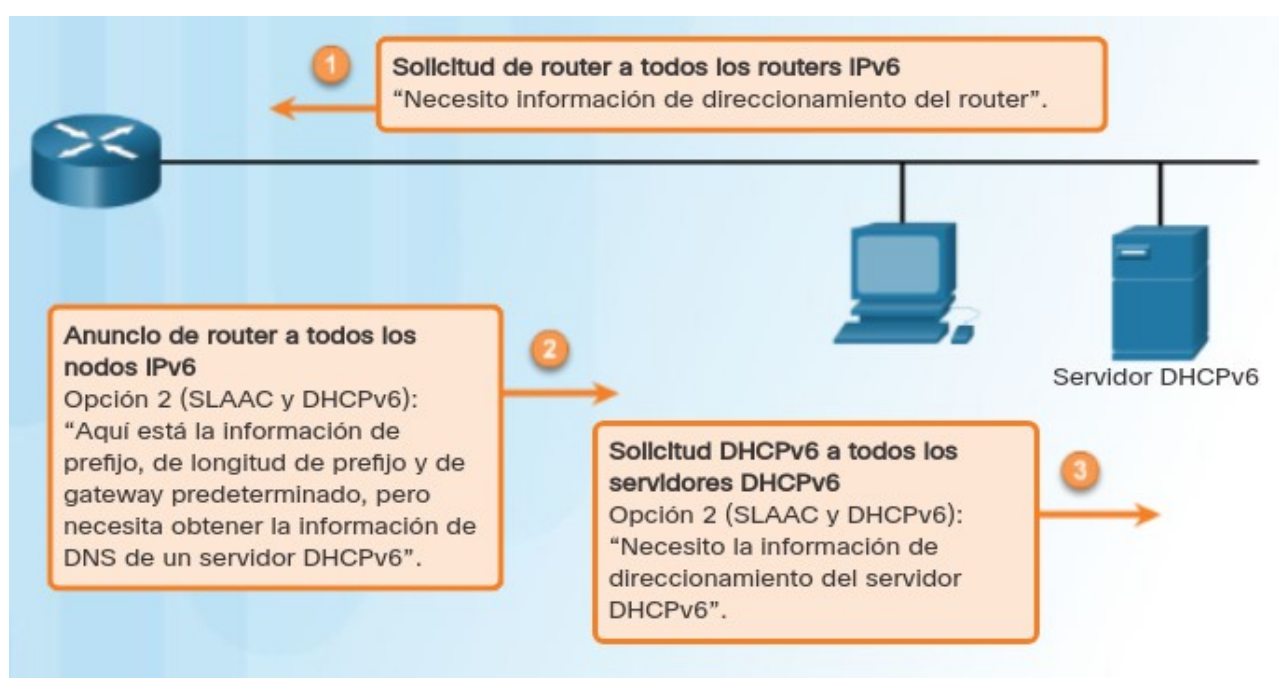 1
Solicitud de router a todos los routers IPv6
“Necesito información de direccionamiento del router”.
Servidor DHCPv6
Anuncio de router a todos los
nodos IPv6
Opción 2 (SLAAC y DHCPv6):
“Aquí está la información de
prefijo, de longitud de prefijo y de
gateway predeterminado, pero
necesita obtener la información de
DNS de un servidor DHCPv6”.
2
Solicitud DHCPv6 a todos los
servidores DHCPv6
Opción 2 (SLAAC y DHCPv6):
“Necesito la información de
direccionamiento del servidor
DHCPv6”.
3